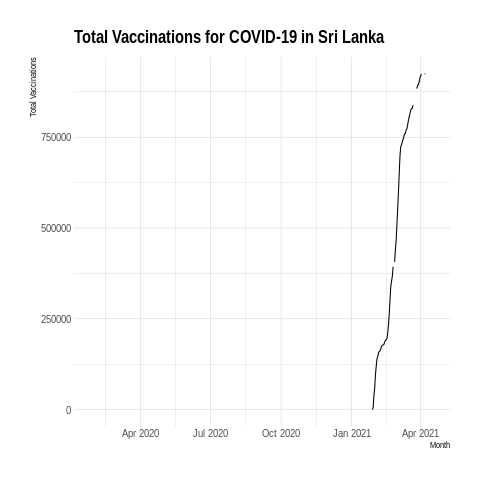 Total Vaccinations for COVID-19 in Sri Lanka
Total Vaccinations
750000
500000
250000
0
Apr 2020 Jul 2020 Oct 2020 Jan 2021 Apr 2021
Month